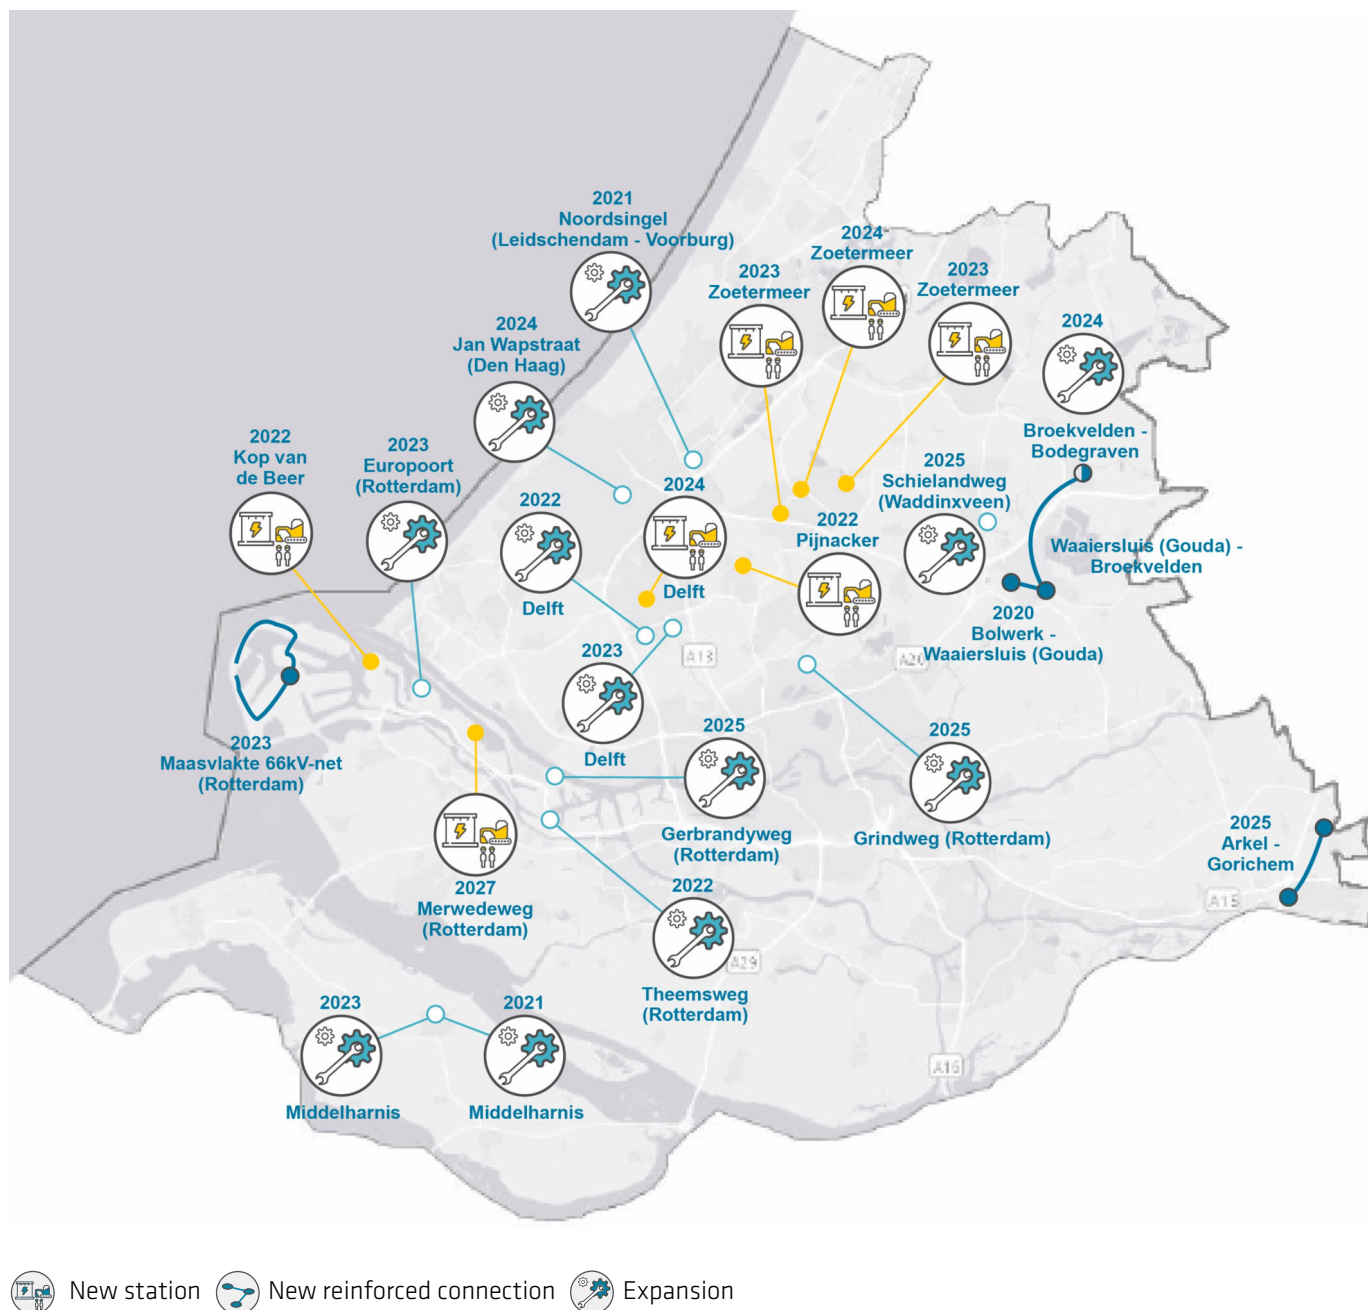 2021
Noordsingel
(Leidschendam - Voorburg)
2024
Zoetermeer
2023
Zoetermeer
2023
Zoetermeer
2024
Jan Wapstraat
(Den Haag)
2024
Broekvelden -
Bodegraven
2022
Kop van
de Beer
2023
Europoort
(Rotterdam)
2022
Delft
2024
Delft
2022
Pijnacker
2025
Schielandweg
(Waddinxveen)
Waaiersluis (Gouda) -
Broekvelden
2020
Bolwerk -
Waaiersluis (Gouda)
A13
A20
2023
Delft
2023
Maasvlakte 66kV-net
(Rotterdam)
2025
Gerbrandyweg
(Rotterdam)
2025
Grindweg (Rotterdam)
2025
Arkel -
Gorichem
A15
2027
Merwedeweg
(Rotterdam)
2022
Theemsweg
(Rotterdam)
A29
2023
Middelharnis
2021
Middelharnis
A16
New station
New reinforced connection
Expansion